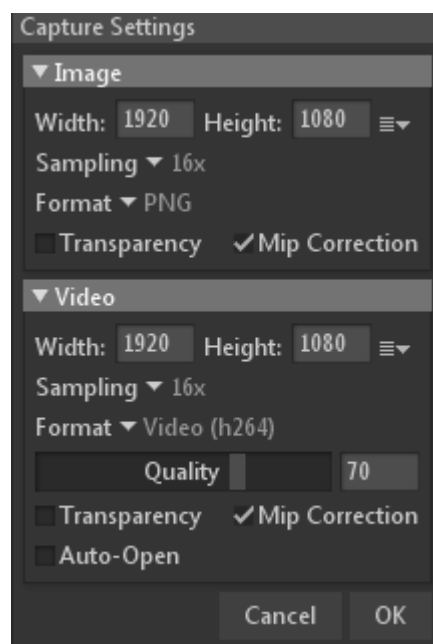 Capture Settings
Image
Width: 1920 Height: 1080
Sampling 16x
Format PNG
Transparency Mip Correction
Video
Width: 1920 Height: 1080
Sampling 16x
Format Video (h264)
Quality 70
Transparency Mip Correction
Auto-Open
Cancel OK